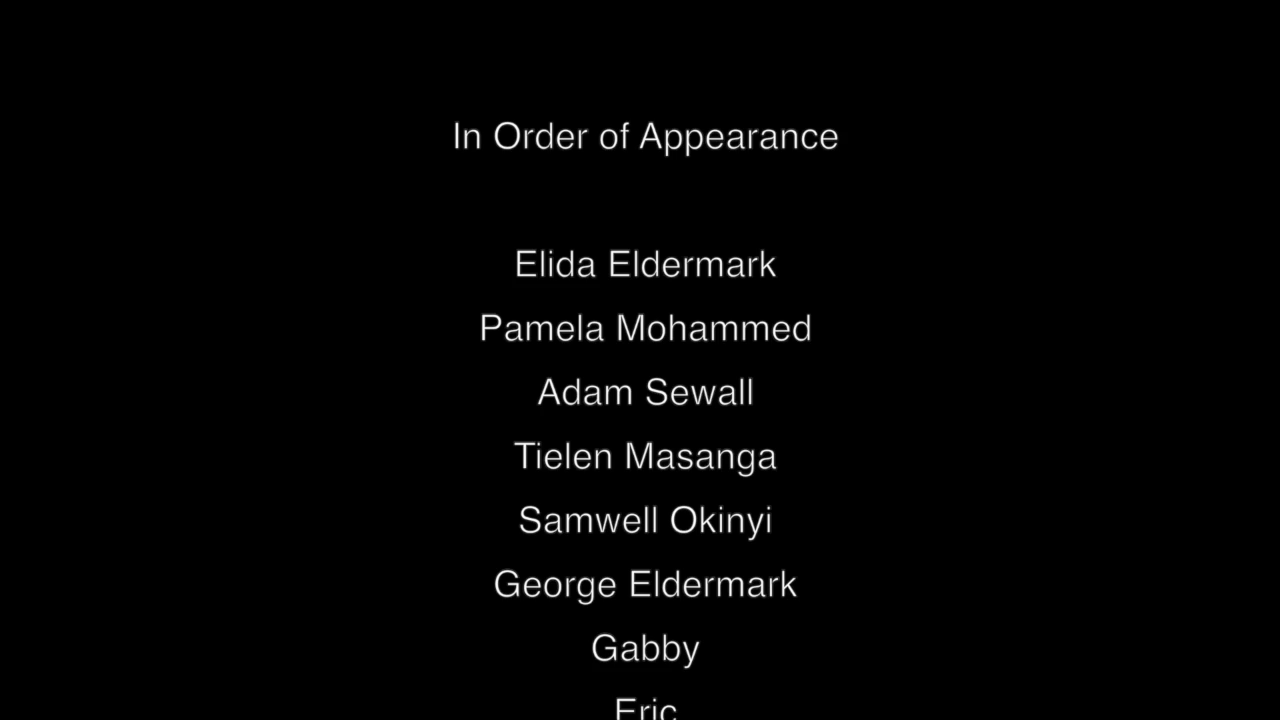 In Order of Appearance
Elida Eldermark
Pamela Mohammed
Adam Sewall
Tielen Masanga
Samwell Okinyi
George Eldermark
Gabby
Eric